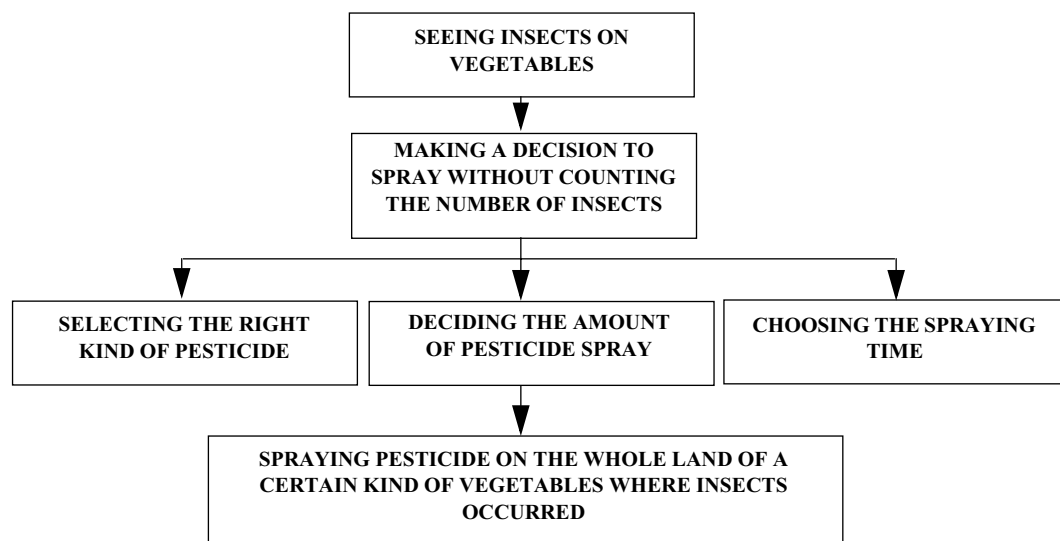 SEEING INSECTS ON
VEGETABLES
MAKING A DECISION TO
SPRAY WITHOUT COUNTING
THE NUMBER OF INSECTS
SELECTING THE RIGHT
KIND OF PESTICIDE
DECIDING THE AMOUNT
OF PESTICIDE SPRAY
CHOOSING THE SPRAYING
TIME
SPRAYING PESTICIDE ON THE WHOLE LAND OF A
CERTAIN KIND OF VEGETABLES WHERE INSECTS
OCCURRED